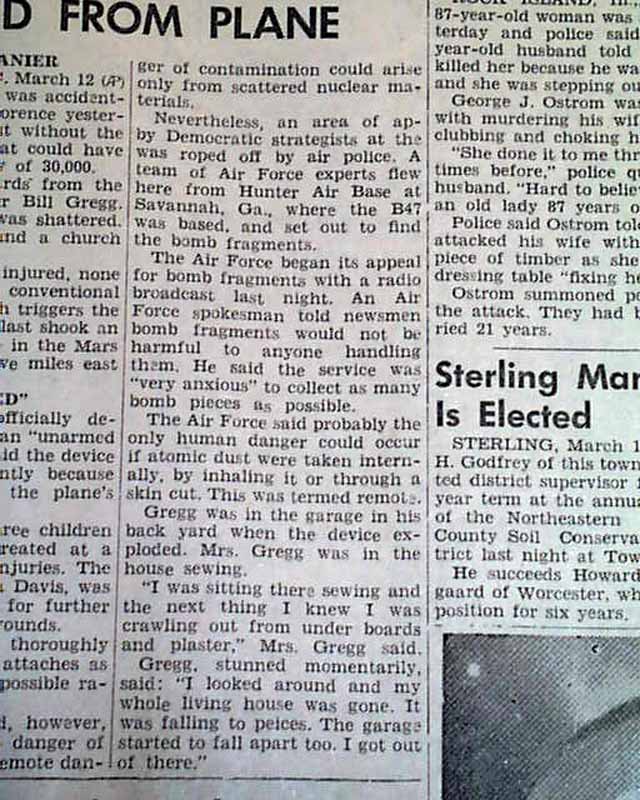 D FROM PLANE
ANIER
. March 12 (AP)
was accident-
orence yester-
t without the
at could have
of 30,000.
rds from the
r Bill Gregg.
was shattered.
nd a church
injured, none
conventional
h triggers the
last shook an
in the Mars
ve miles east
ED"
officially de-
an "unarmed
id the device
ntly because
the plane's
ree children
reated at a
njuries. The
Davis, was
for further
ounds.
thoroughly
attaches as
possible ra-
d, however,
danger of
emote dan-
ger of contamination could arise
only from scattered nuclear ma-
terials.
Nevertheless, an area of ap-
by Democratic strategists at the
was roped off by air police. A
team of Air Force experts flew
here from Hunter Air Base at
Savannah, Ga., where the B47
was based, and set out to find
the bomb fragments.
The Air Force began its appeal
for bomb fragments with a radio
broadcast last night. An Air
Force spokesman told newsmen
bomb fragments would not be
harmful to anyone handling
them. He said the service was
"very anxious" to collect as many
bomb pieces as possible.
The Air Force said probably the
only human danger could occur
if atomic dust were taken intern-
ally, by inhaling it or through a
skin cut. This was termed remote.
Gregg was in the garage in his
back yard when the device ex-
ploded. Mrs. Gregg was in the
house sewing.
"I was sitting there sewing and
the next thing I knew I was
crawling out from under boards
and plaster," Mrs. Gregg said.
Gregg, stunned momentarily,
said: "I looked around and my
whole living house was gone. It
was falling to peices. The garage
started to fall apart too. I got out
of there."
ROCK ISLAND, Ill.,
87-year-old woman was
terday and police said
year-old husband told
killed her because he wa
and she was stepping ou
George J. Ostrom was
with murdering his wif
clubbing and choking h
"She done it to me thr
times before," police qu
husband. "Hard to belie
an old lady 87 years o
Police said Ostrom told
attacked his wife with
piece of timber as she
dressing table "fixing he
Ostrom summoned po
the attack. They had b
ried 21 years.
Sterling Mar
Is Elected
STERLING, March 1
H. Godfrey of this town
ted district supervisor f
year term at the annu
of the Northeastern
County Soil Conserva
trict last night at Tow
He succeeds Howard
gaard of Worcester, wh
position for six years.